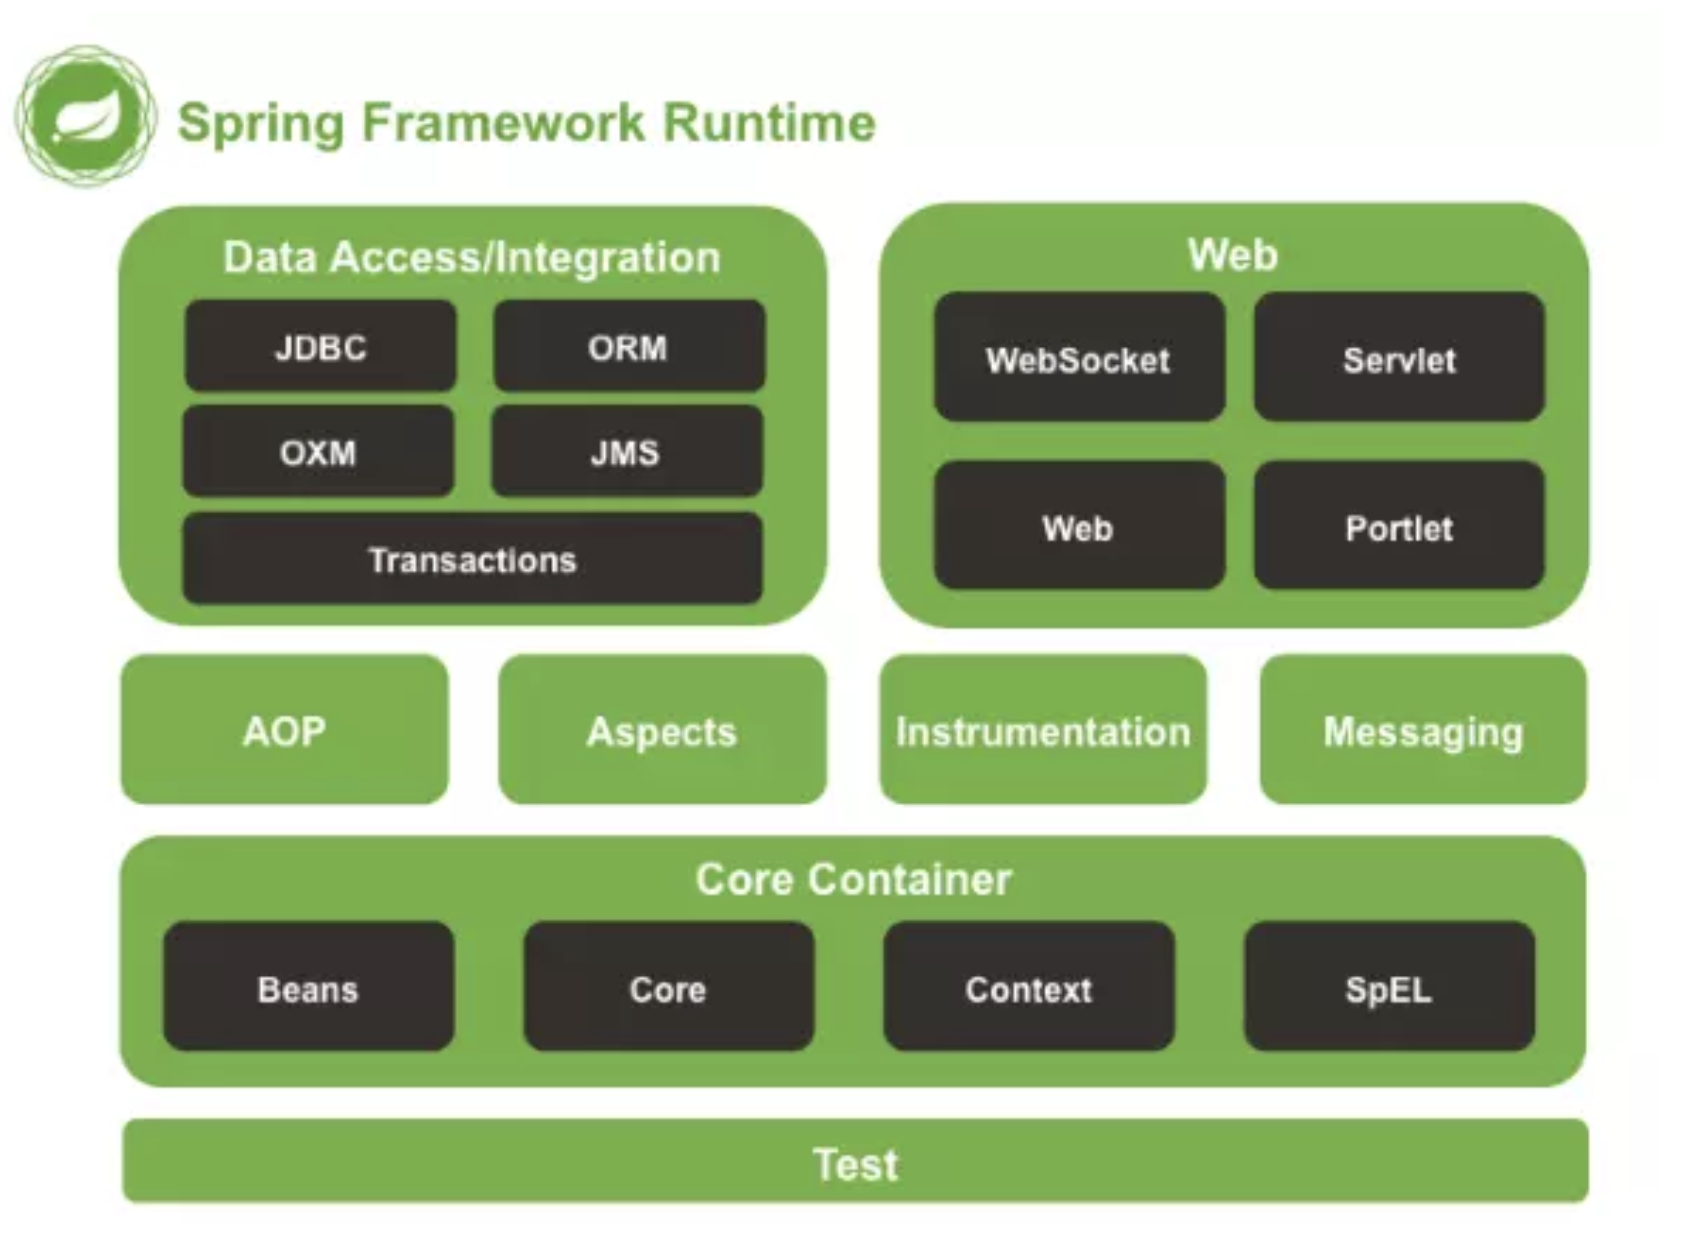 Spring Framework Runtime
Data Access/Integration
JDBC
ORM
OXM
JMS
Transactions
Web
WebSocket
Servlet
Web
Portlet
AOP
Aspects
Instrumentation
Messaging
Core Container
Beans
Core
Context
SpEL
Test